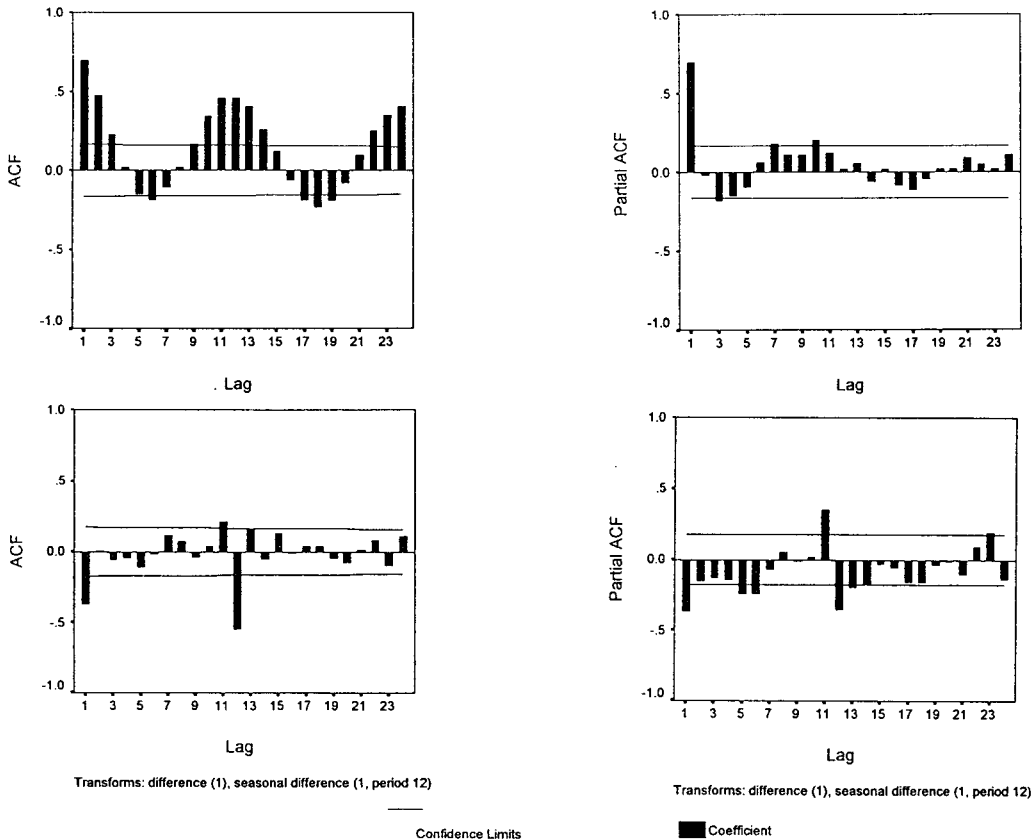 1.0
.5
0.0
-.5
-1.0
ACF
1 3 5 7 9 11 13 15 17 19 21 23
. Lag
1.0
.5
0.0
-.5
-1.0
Partial ACF
1 3 5 7 9 11 13 15 17 19 21 23
Lag
1.0
.5
0.0
-.5
-1.0
ACF
1 3 5 7 9 11 13 15 17 19 21 23
Lag
Transforms: difference (1), seasonal difference (1, period 12)
1.0
.5
0.0
-.5
-1.0
Partial ACF
1 3 5 7 9 11 13 15 17 19 21 23
Lag
Transforms: difference (1), seasonal difference (1, period 12)
Confidence Limits
Coefficient